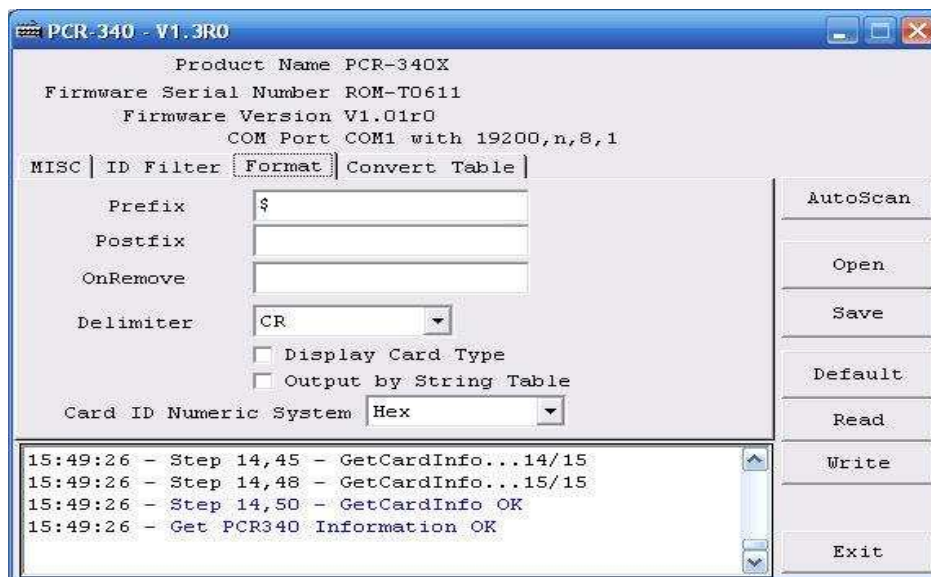 PCR-340 - V1.3R0
Product Name PCR-340X
Firmware Serial Number ROM-T0611
Firmware Version V1.01r0
COM Port COM1 with 19200,n,8,1
MISC ID Filter Format Convert Table
Prefix $
Postfix
OnRemove
Delimiter CR
Display Card Type
Output by String Table
Card ID Numeric System Hex
15:49:26 - Step 14,45 - GetCardInfo...14/15
15:49:26 - Step 14,48 - GetCardInfo...15/15
15:49:26 - Step 14,50 - GetCardInfo OK
15:49:26 - Get PCR340 Information OK
AutoScan
Open
Save
Default
Read
Write
Exit